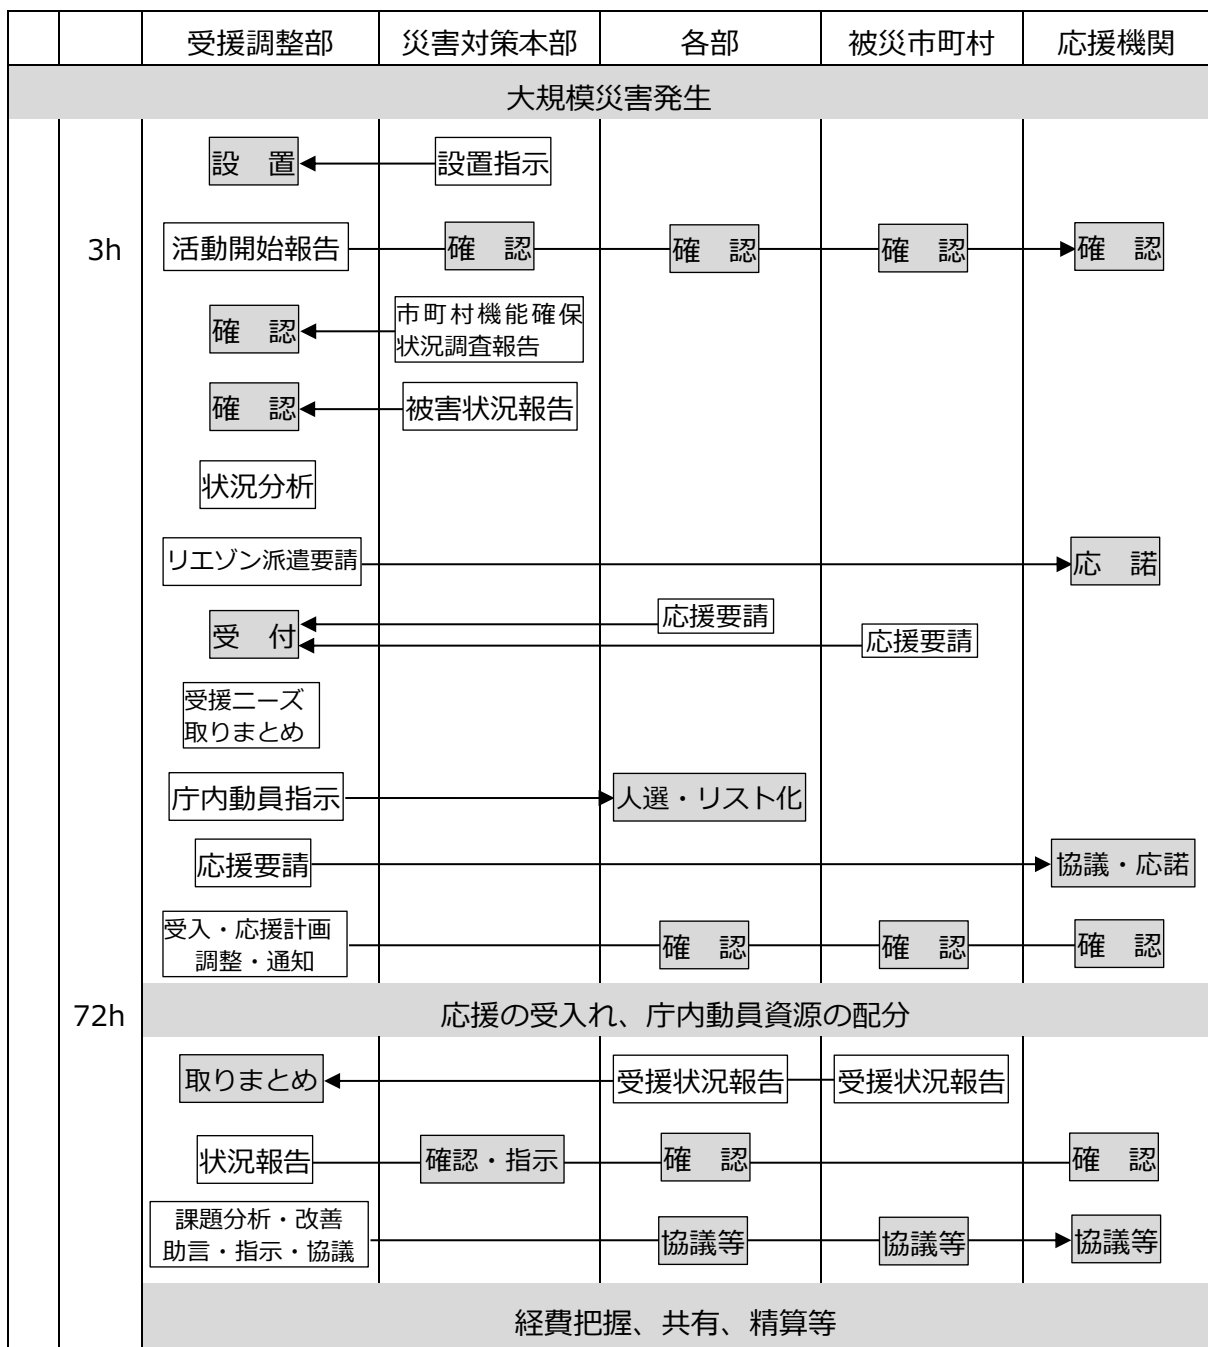 受援調整部 災害対策本部 各部 被災市町村 応援機関
大規模災害発生
設　置 設置指示
3h 活動開始報告 確　認 確　認 確　認 確　認
確　認 市町村機能確保
状況調査報告
確　認 被害状況報告
状況分析
リエゾン派遣要請 応　諾
受　付 応援要請 応援要請
受援ニーズ
取りまとめ
庁内動員指示 人選・リスト化
応援要請 協議・応諾
受入・応援計画
調整・通知 確　認 確　認 確　認
72h 応援の受入れ、庁内動員資源の配分
取りまとめ 受援状況報告 受援状況報告
状況報告 確認・指示 確　認 確　認
課題分析・改善
助言・指示・協議 協議等 協議等 協議等
経費把握、共有、精算等